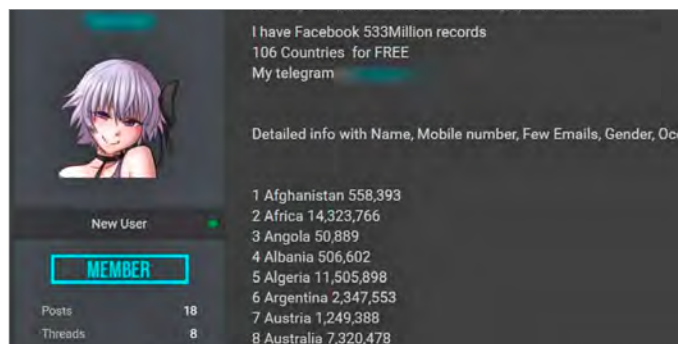 New User
MEMBER
Posts 18
Threads 8
I have Facebook 533Million records
106 Countries for FREE
My telegram
Detailed info with Name, Mobile number, Few Emails, Gender,
1 Afghanistan 558,393
2 Africa 14,323,766
3 Angola 50,889
4 Albania 506,602
5 Algeria 11,505,898
6 Argentina 2,347,553
7 Austria 1,249,388
8 Australia 7,320,478